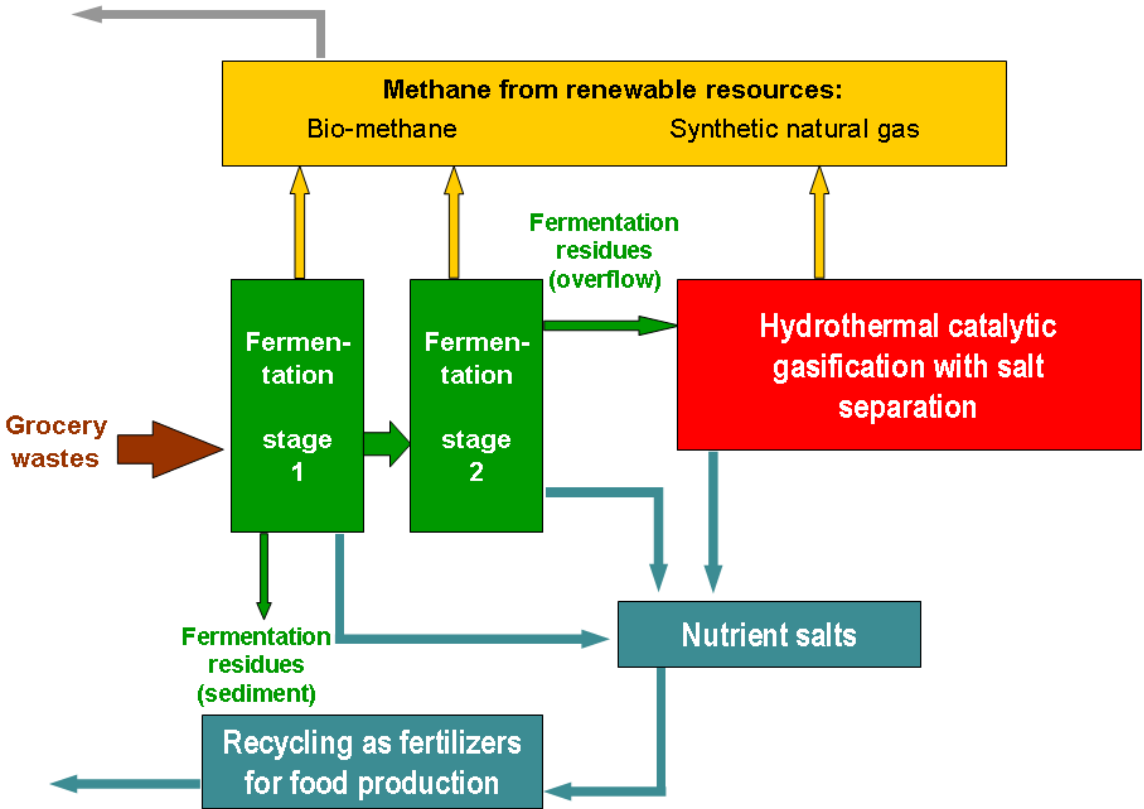 Methane from renewable resources:
Bio-methane
Synthetic natural gas
Fermentation
residues
(overflow)
Fermen-
tation
stage
1
Fermen-
tation
stage
2
Hydrothermal catalytic
gasification with salt
separation
Grocery
wastes
Fermentation
residues
(sediment)
Nutrient salts
Recycling as fertilizers
for food production